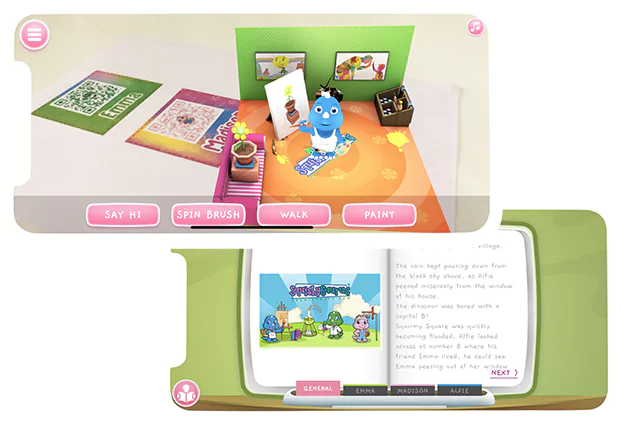 Emma
Madison
SAY HI
SPIN BRUSH
WALK
PAINT
village.
The rain kept pouring down from
the black sky above, as Alfie
peered miserably from the window
of his house.
The dinosaur was bored with a
capital B!
Squirmy Square was quickly
becoming flooded. Alfie looked
across at number 8 where his
friend Emma lived, he could see
Emma peering out of her window
NEXT >
GENERAL
EMMA
MADISON
ALFIE